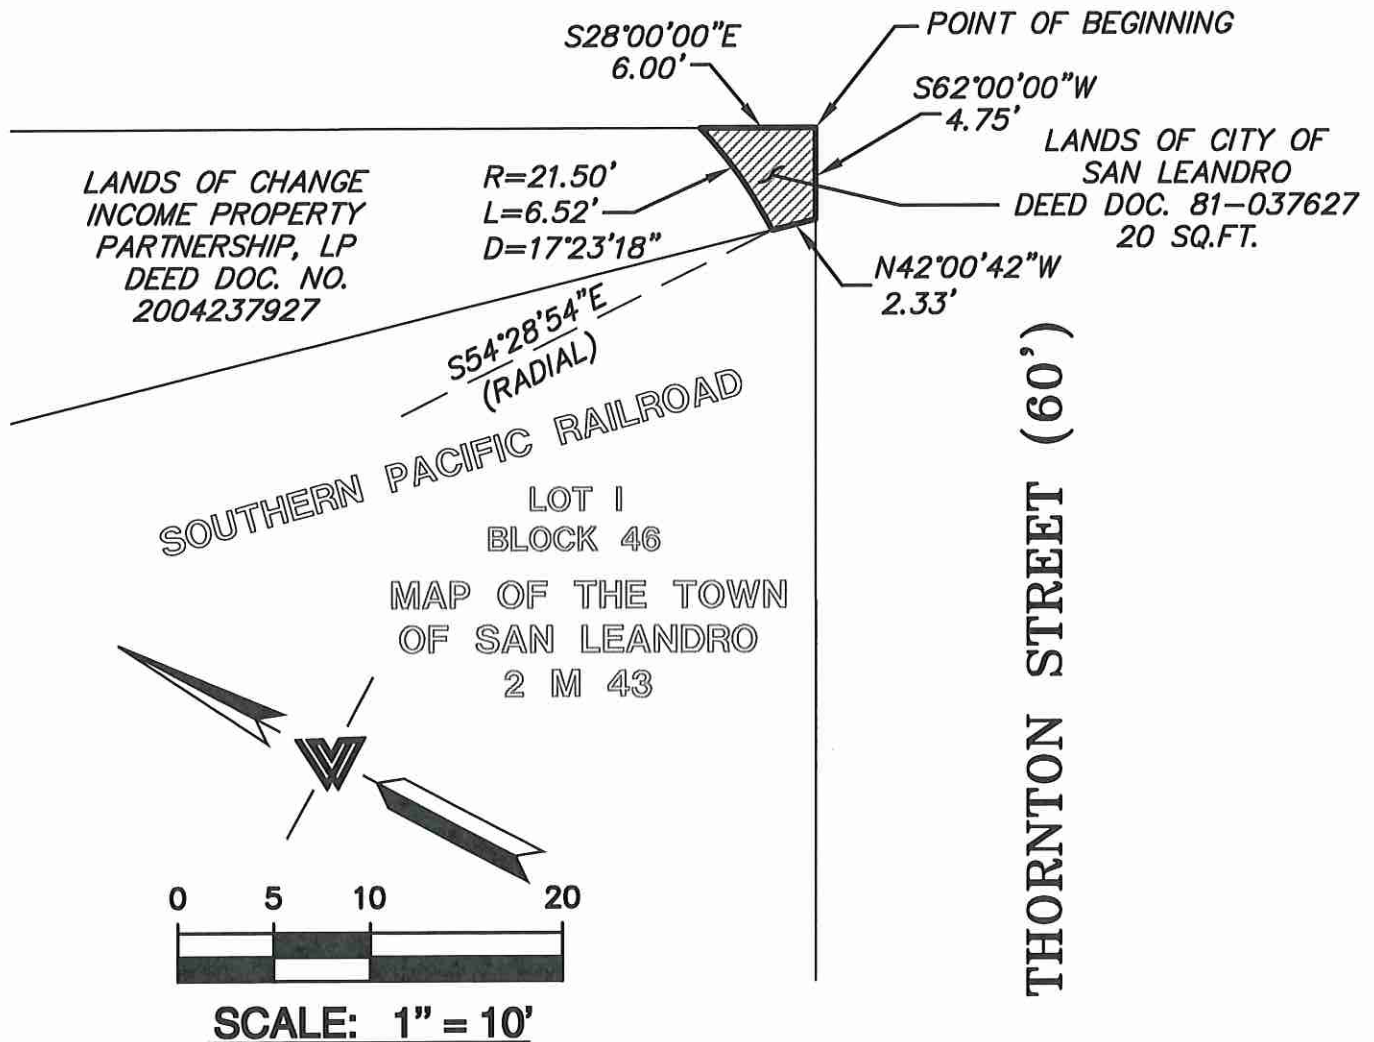 S28°00'00"E
6.00'
POINT OF BEGINNING
S62°00'00"W
4.75'
LANDS OF CITY OF
SAN LEANDRO
DEED DOC. 81-037627
20 SQ.FT.
LANDS OF CHANGE
INCOME PROPERTY
PARTNERSHIP, LP
DEED DOC. NO.
2004237927
R=21.50'
L=6.52'
D=17°23'18"
N42°00'42"W
2.33'
S54°28'54"E
(RADIAL)
SOUTHERN PACIFIC RAILROAD
LOT 1
BLOCK 46
MAP OF THE TOWN
OF SAN LEANDRO
2 M 43
THORNTON STREET (60')
0 5 10 20
SCALE: 1" = 10'